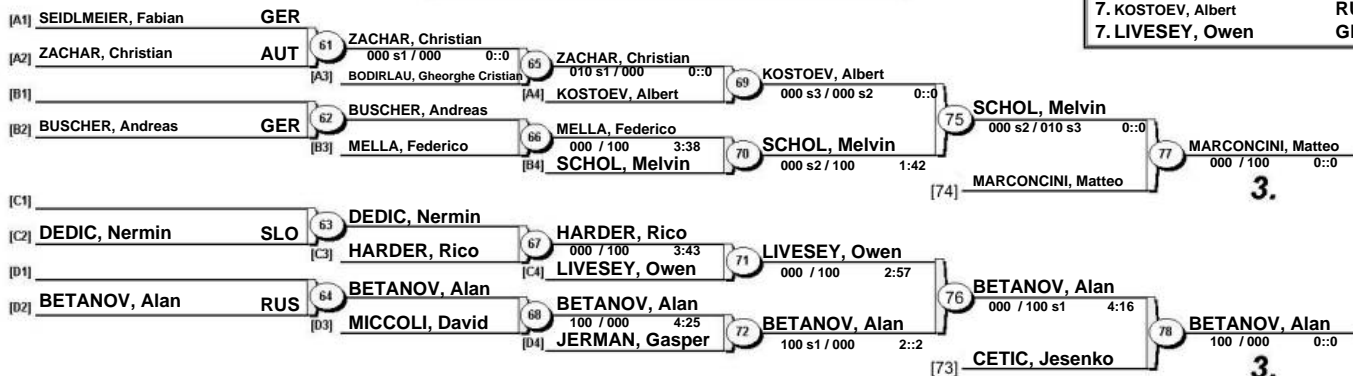 7. KOSTOEV, Albert
7. LIVESEY, Owen
[A1] SEIDLMEIER, Fabian GER
[A2] ZACHAR, Christian AUT
61 ZACHAR, Christian
000 s1 / 000 0::0
[A3] BODIRLAU, Gheorghe Cristian
65 ZACHAR, Christian
010 s1 / 000 0::0
[A4] KOSTOEV, Albert
69 KOSTOEV, Albert
000 s3 / 000 s2 0::0
[B1]
[B2] BUSCHER, Andreas GER
62 BUSCHER, Andreas
[B3] MELLA, Federico
66 MELLA, Federico
000 / 100 3:38
[B4] SCHOL, Melvin
70 SCHOL, Melvin
000 s2 / 100 1:42
75 SCHOL, Melvin
000 s2 / 010 s3 0::0
[74] MARCONCINI, Matteo
77 MARCONCINI, Matteo
000 / 100 0::0
3.
[C1]
[C2] DEDIC, Nermin SLO
63 DEDIC, Nermin
[C3] HARDER, Rico
67 HARDER, Rico
000 / 100 3:43
[C4] LIVESEY, Owen
71 LIVESEY, Owen
000 / 100 2:57
[D1]
[D2] BETANOV, Alan RUS
64 BETANOV, Alan
[D3] MICCOLI, David
68 BETANOV, Alan
100 / 000 4:25
[D4] JERMAN, Gasper
72 BETANOV, Alan
100 s1 / 000 2::2
76 BETANOV, Alan
000 / 100 s1 4:16
[73] CETIC, Jesenko
78 BETANOV, Alan
100 / 000 0::0
3.